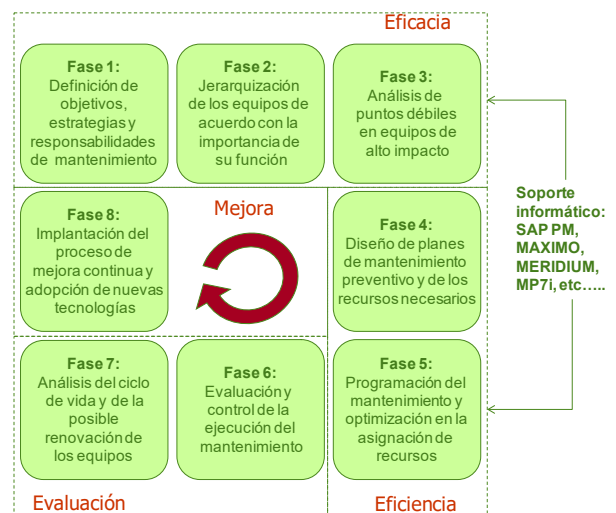 Eficacia
Fase 1:
Definición de
objetivos,
estrategias y
responsabilidades
de mantenimiento
Fase 2:
Jerarquización
de los equipos de
acuerdo con la
importancia de
su función
Fase 3:
Análisis de
puntos débiles
en equipos de
alto impacto
Fase 8:
Implantación del
proceso de
mejora continua y
adopción de nuevas
tecnologías
Mejora
Fase 4:
Diseño de planes
de mantenimiento
preventivo y de los
recursos necesarios
Soporte
informático:
SAP PM,
MAXIMO,
MERIDIUM,
MP7i, etc…..
Fase 7:
Análisis del ciclo
de vida y de la
posible
renovación de
los equipos
Fase 6:
Evaluación y
control de la
ejecución del
mantenimiento
Fase 5:
Programación del
mantenimiento y
optimización en la
asignación de
recursos
Evaluación
Eficiencia